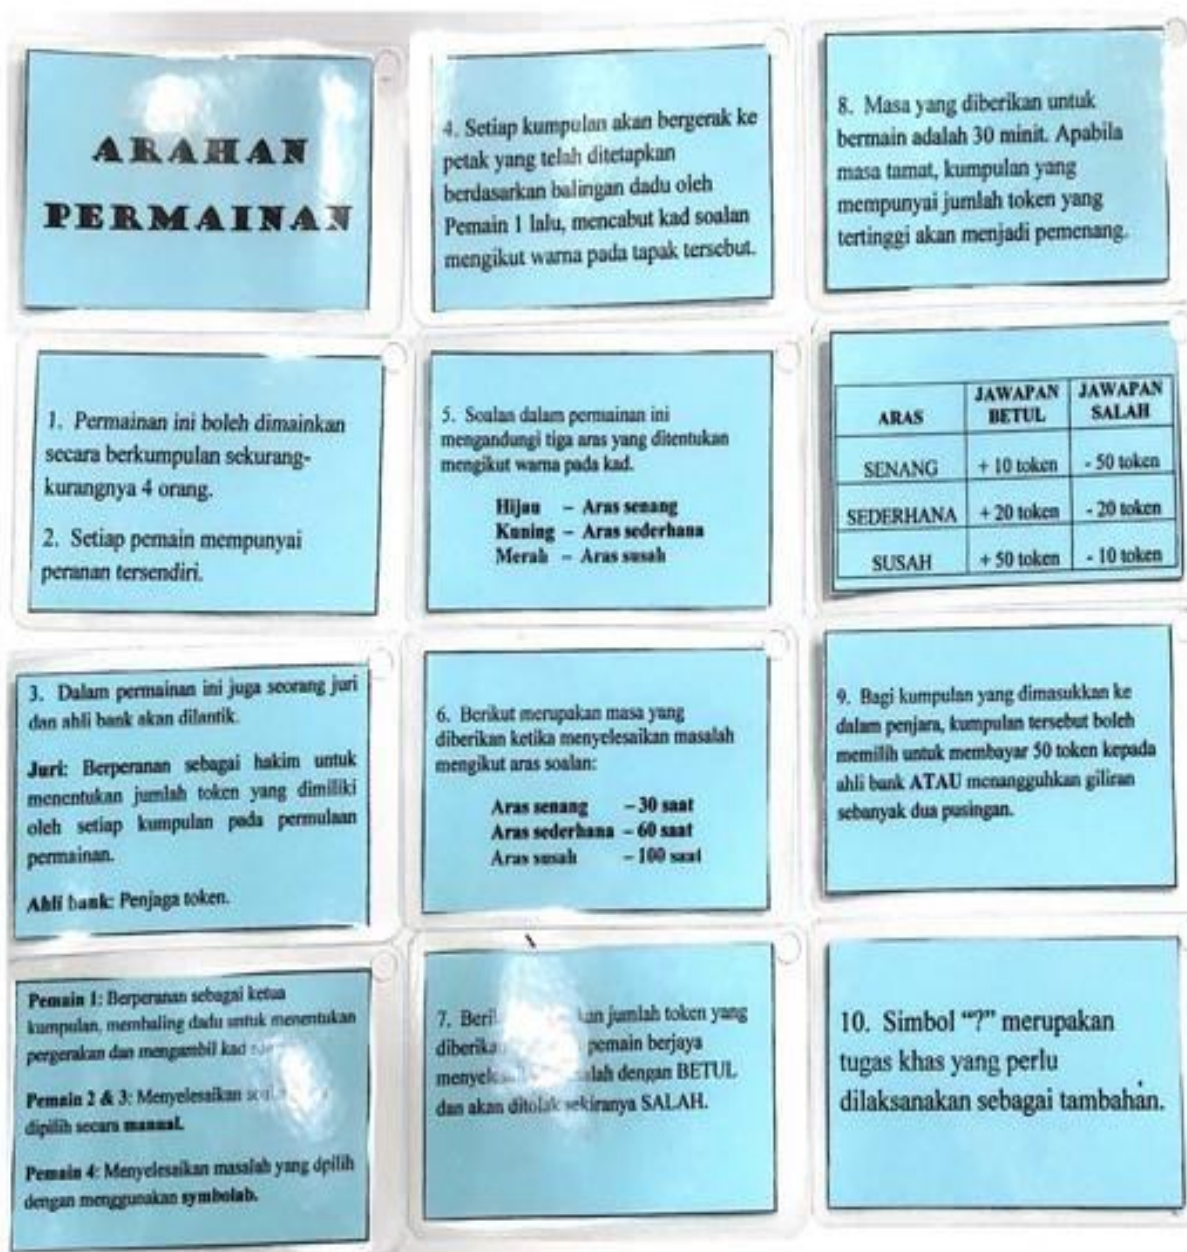 ARAHAN
PERMAINAN
1. Permainan ini boleh dimainkan
secara berkumpulan sekurang-
kurangnya 4 orang.
2. Setiap pemain mempunyai
peranan tersendiri.
3. Dalam permainan ini juga seorang juri
dan ahli bank akan dilantik.
Juri: Berperanan sebagai hakim untuk
menentukan jumlah token yang dimiliki
oleh setiap kumpulan pada permulaan
permainan.
Ahli bank: Penjaga token.
Pemain 1: Berperanan sebagai ketua
kumpulan, membaling dadu untuk menentukan
pergerakan dan mengambil kad
Pemain 2 & 3: Menyelesaikan
dipilih secara manual.
Pemain 4: Menyelesaikan masalah yang dpilih
dengan menggunakan symbolab.
4. Setiap kumpulan akan bergerak ke
petak yang telah ditetapkan
berdasarkan balingan dadu oleh
Pemain 1 lalu, mencabut kad soalan
mengikut warna pada tapak tersebut.
5. Soalan dalam permainan ini
mengandungi tiga aras yang ditentukan
mengikut warna pada kad.
Hijau – Aras senang
Kuning – Aras sederhana
Merah – Aras susah
6. Berikut merupakan masa yang
diberikan ketika menyelesaikan masalah
mengikut aras soalan:
Aras senang – 30 saat
Aras sederhana – 60 saat
Aras susah – 100 saat
7. jumlah token yang
pemain berjaya
dengan BETUL
dan akan ditolak sekiranya SALAH.
8. Masa yang diberikan untuk
bermain adalah 30 minit. Apabila
masa tamat, kumpulan yang
mempunyai jumlah token yang
tertinggi akan menjadi pemenang.
ARAS JAWAPAN BETUL JAWAPAN SALAH
SENANG + 10 token - 50 token
SEDERHANA + 20 token - 20 token
SUSAH + 50 token - 10 token
9. Bagi kumpulan yang dimasukkan ke
dalam penjara, kumpulan tersebut boleh
memilih untuk membayar 50 token kepada
ahli bank ATAU menangguhkan giliran
sebanyak dua pusingan.
10. Simbol “?” merupakan
tugas khas yang perlu
dilaksanakan sebagai tambahan.